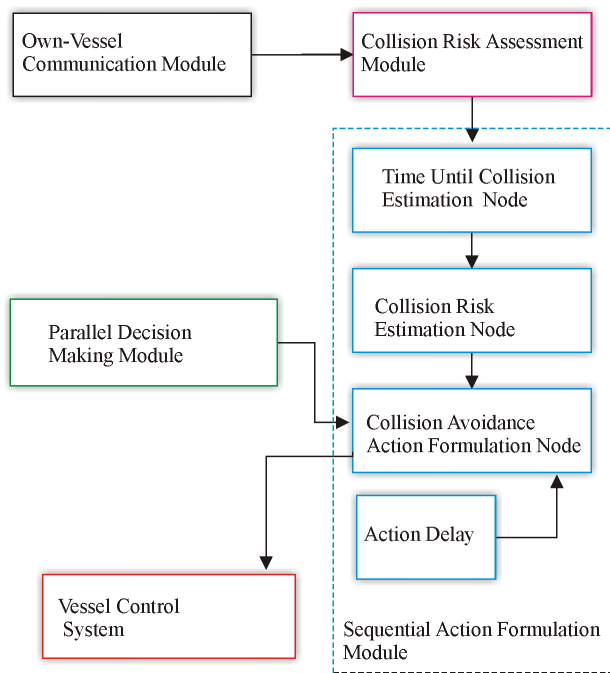 Own-Vessel
Communication Module
Collision Risk Assessment
Module
Time Until Collision
Estimation Node
Collision Risk
Estimation Node
Parallel Decision
Making Module
Collision Avoidance
Action Formulation Node
Action Delay
Vessel Control
System
Sequential Action Formulation
Module